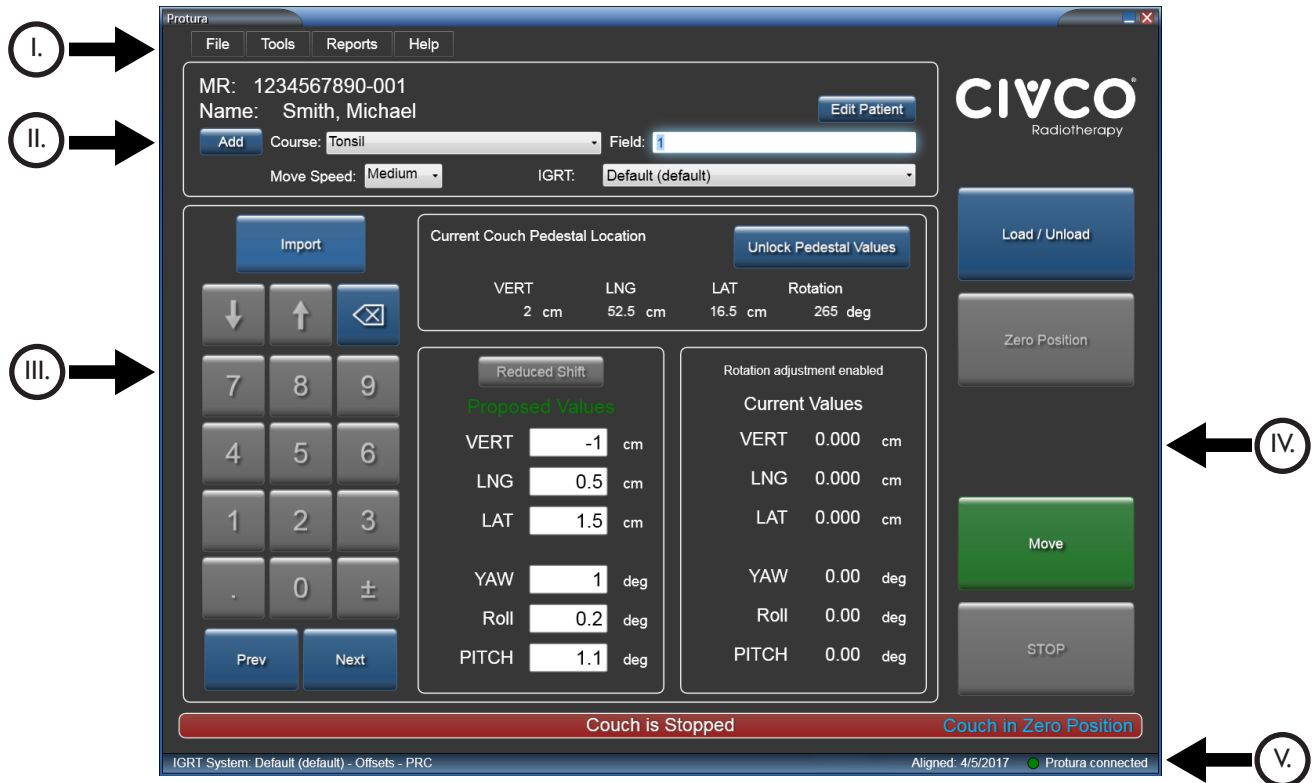 Protura
I.
File Tools Reports Help
MR: 1234567890-001
Name: Smith, Michael
Edit Patient
CIVCO®
Radiotherapy
II.
Add Course: Tonsil Field: 1
Move Speed: Medium IGRT: Default (default)
Import
Current Couch Pedestal Location
Unlock Pedestal Values
Load / Unload
VERT LNG LAT Rotation
2 cm 52.5 cm 16.5 cm 265 deg
Zero Position
III.
7 8 9
4 5 6
1 2 3
. 0 ±
Prev Next
Reduced Shift
Proposed Values
VERT -1 cm
LNG 0.5 cm
LAT 1.5 cm
YAW 1 deg
Roll 0.2 deg
PITCH 1.1 deg
Rotation adjustment enabled
Current Values
VERT 0.000 cm
LNG 0.000 cm
LAT 0.000 cm
YAW 0.00 deg
Roll 0.00 deg
PITCH 0.00 deg
IV.
Move
STOP
Couch is Stopped
Couch in Zero Position
IGRT System: Default (default) - Offsets - PRC
Aligned: 4/5/2017
Protura connected
V.